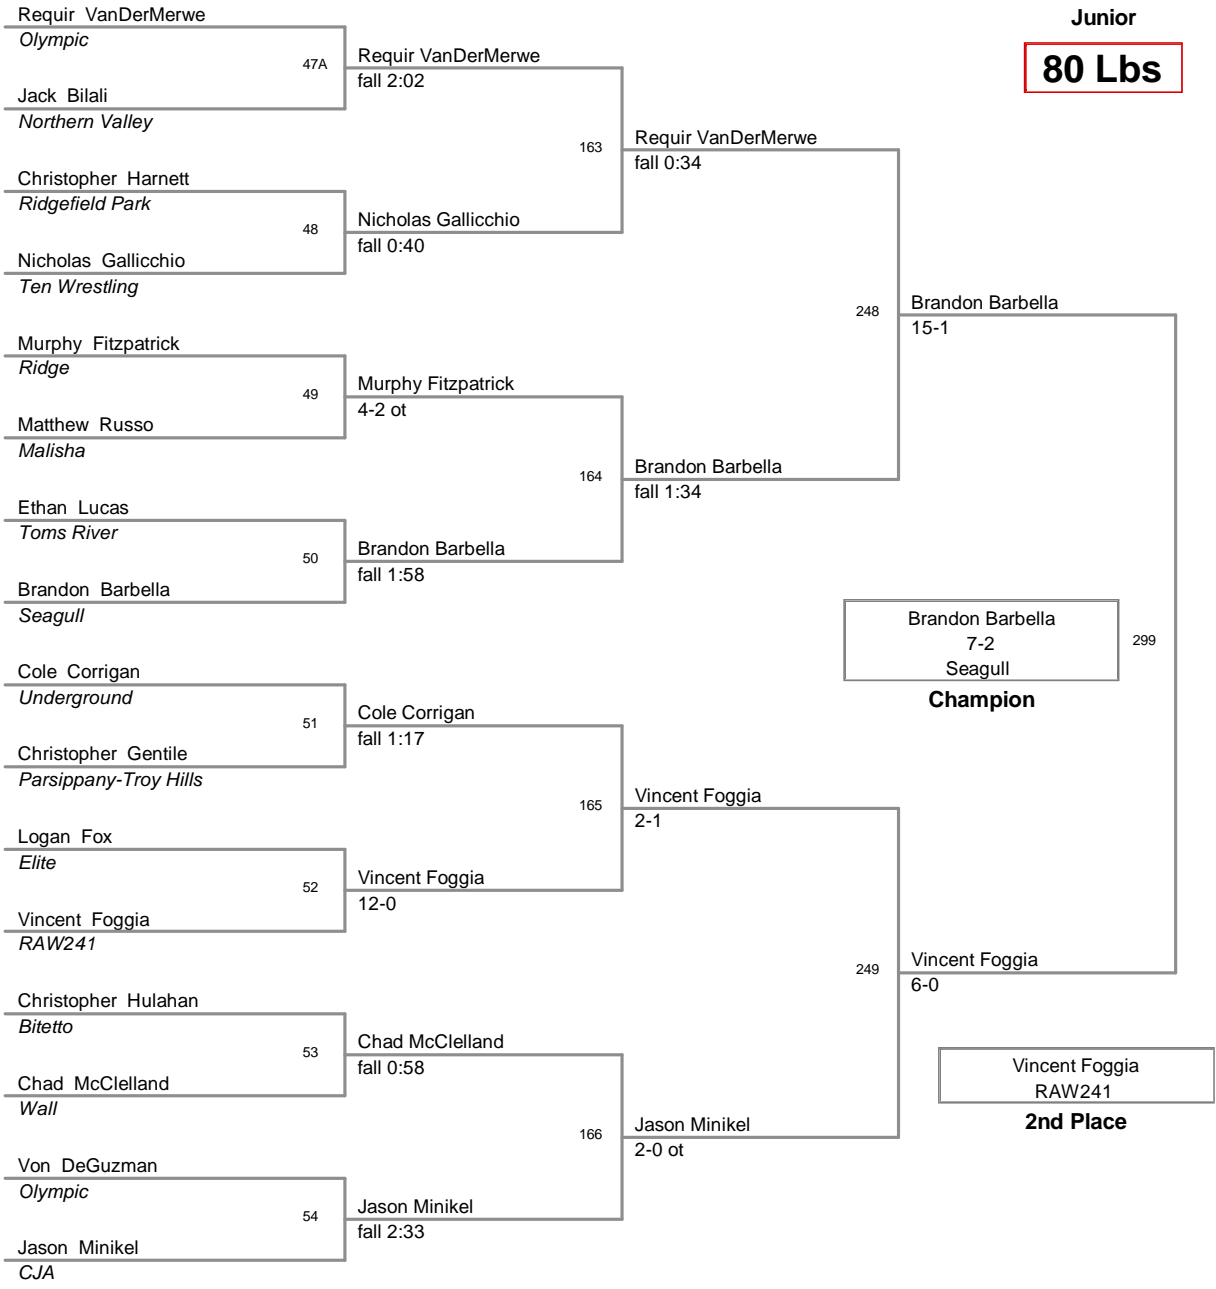 Junior
80 Lbs
Requir VanDerMerwe
Olympic
47A
Requir VanDerMerwe
fall 2:02
Jack Bilali
Northern Valley
163
Requir VanDerMerwe
fall 0:34
Christopher Harnett
Ridgefield Park
48
Nicholas Gallicchio
fall 0:40
Nicholas Gallicchio
Ten Wrestling
248
Brandon Barbella
15-1
Murphy Fitzpatrick
Ridge
49
Murphy Fitzpatrick
4-2 ot
Matthew Russo
Malisha
164
Brandon Barbella
fall 1:34
Ethan Lucas
Toms River
50
Brandon Barbella
fall 1:58
Brandon Barbella
Seagull
Brandon Barbella
7-2
Seagull
299
Champion
Cole Corrigan
Underground
51
Cole Corrigan
fall 1:17
Christopher Gentile
Parsippany-Troy Hills
165
Vincent Foggia
2-1
Logan Fox
Elite
52
Vincent Foggia
12-0
Vincent Foggia
RAW241
249
Vincent Foggia
6-0
Christopher Hulahan
Bitetto
53
Chad McClelland
fall 0:58
Chad McClelland
Wall
Vincent Foggia
RAW241
2nd Place
166
Jason Minikel
2-0 ot
Von DeGuzman
Olympic
54
Jason Minikel
fall 2:33
Jason Minikel
CJA